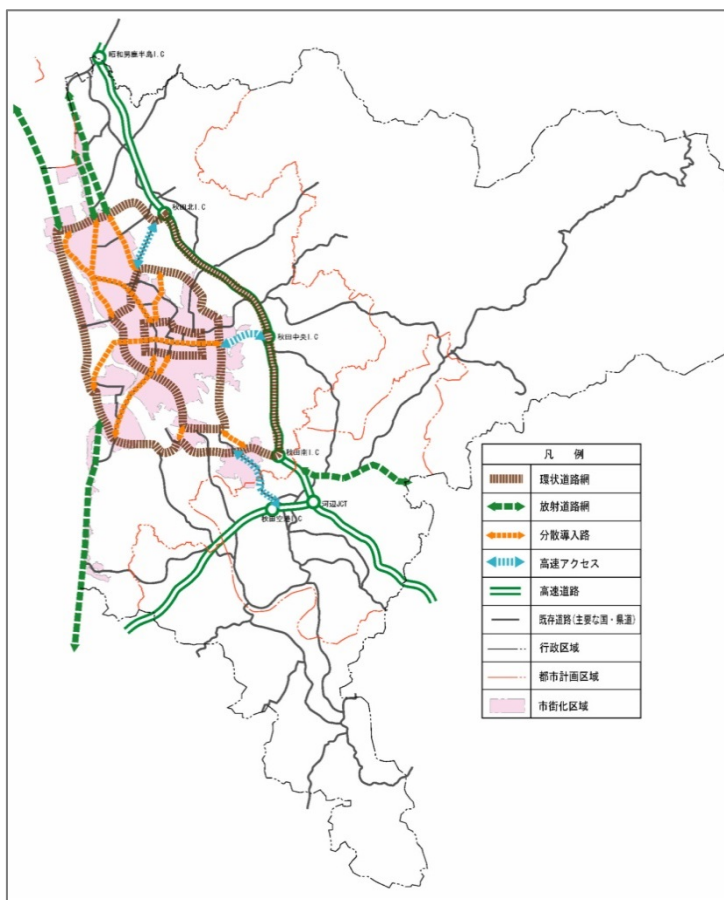 昭和男鹿半島I.C
秋田北I.C
秋田中央I.C
秋田南I.C
河辺JCT
秋田空港I.C
凡 例
環状道路網
放射道路網
分散導入路
高速アクセス
高速道路
既存道路(主要な国・県道)
行政区域
都市計画区域
市街化区域